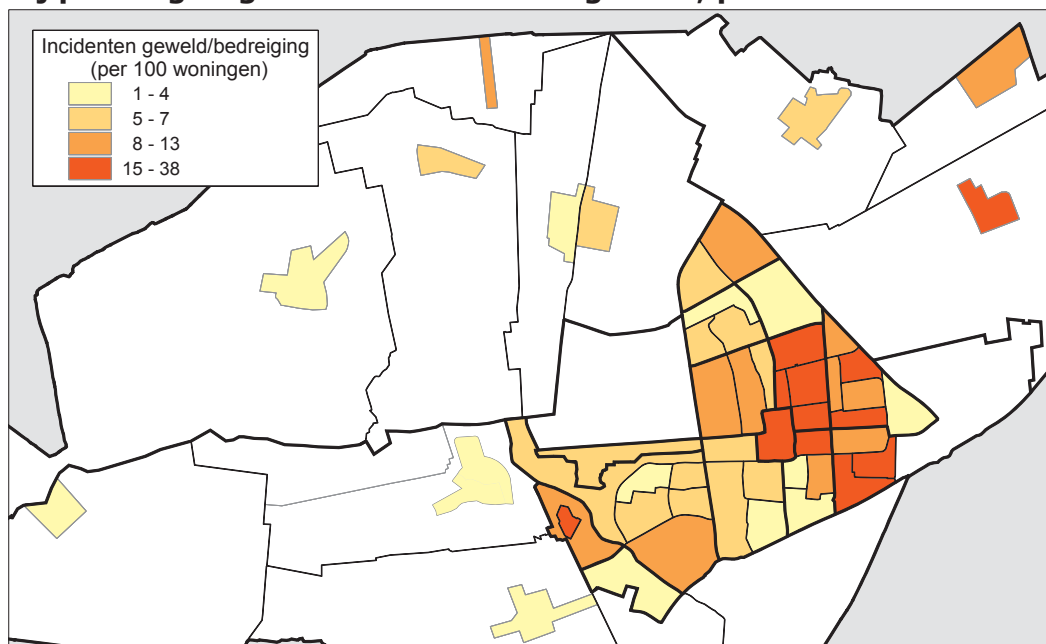 Incidenten geweld/bedreiging
(per 100 woningen)
1 - 4
5 - 7
8 - 13
15 - 38